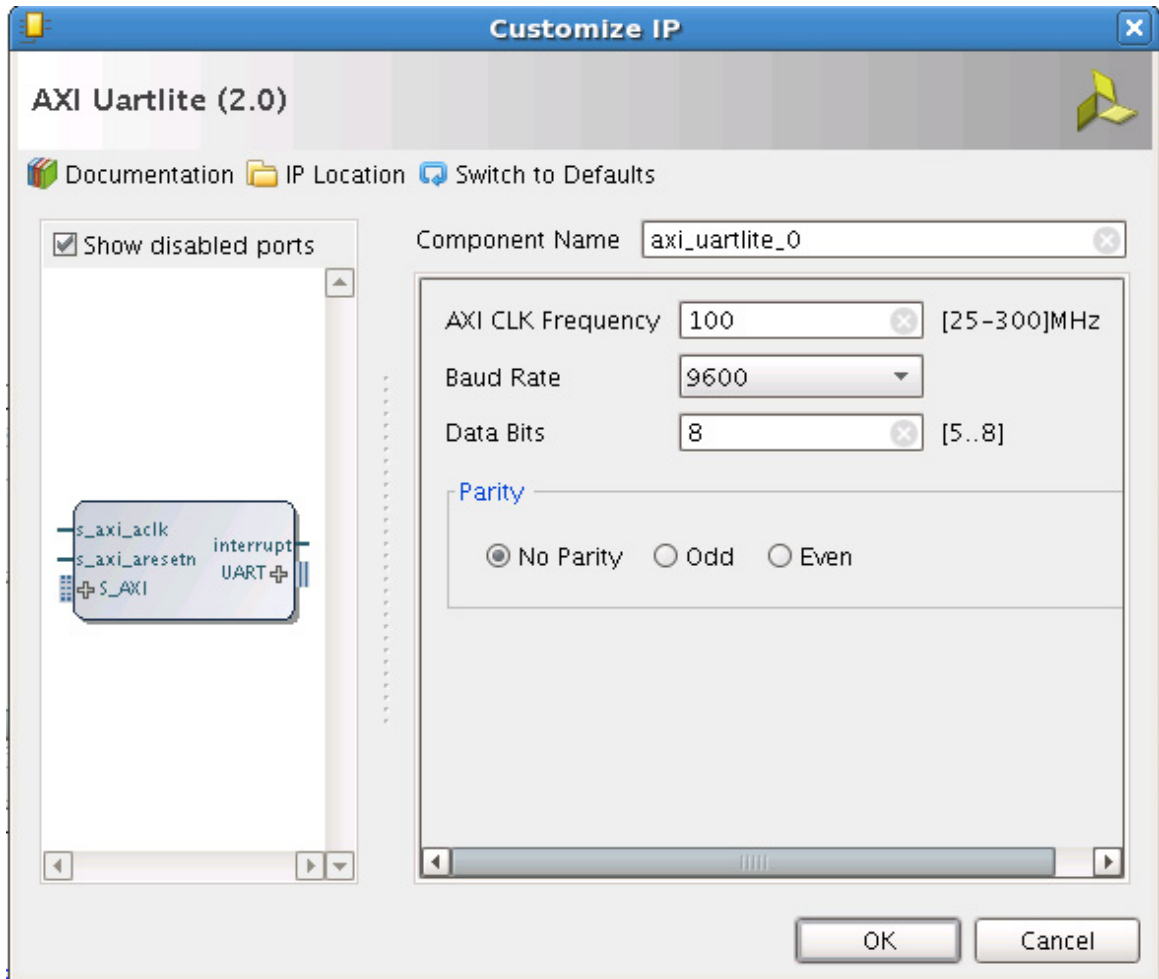 Customize IP
AXI Uartlite (2.0)
Documentation IP Location Switch to Defaults
Show disabled ports
Component Name axi_uartlite_0
AXI CLK Frequency 100 [25-300]MHz
Baud Rate 9600
Data Bits 8 [5..8]
Parity
No Parity Odd Even
s_axi_aclk
s_axi_aresetn
S_AXI
interrupt
UART
OK Cancel